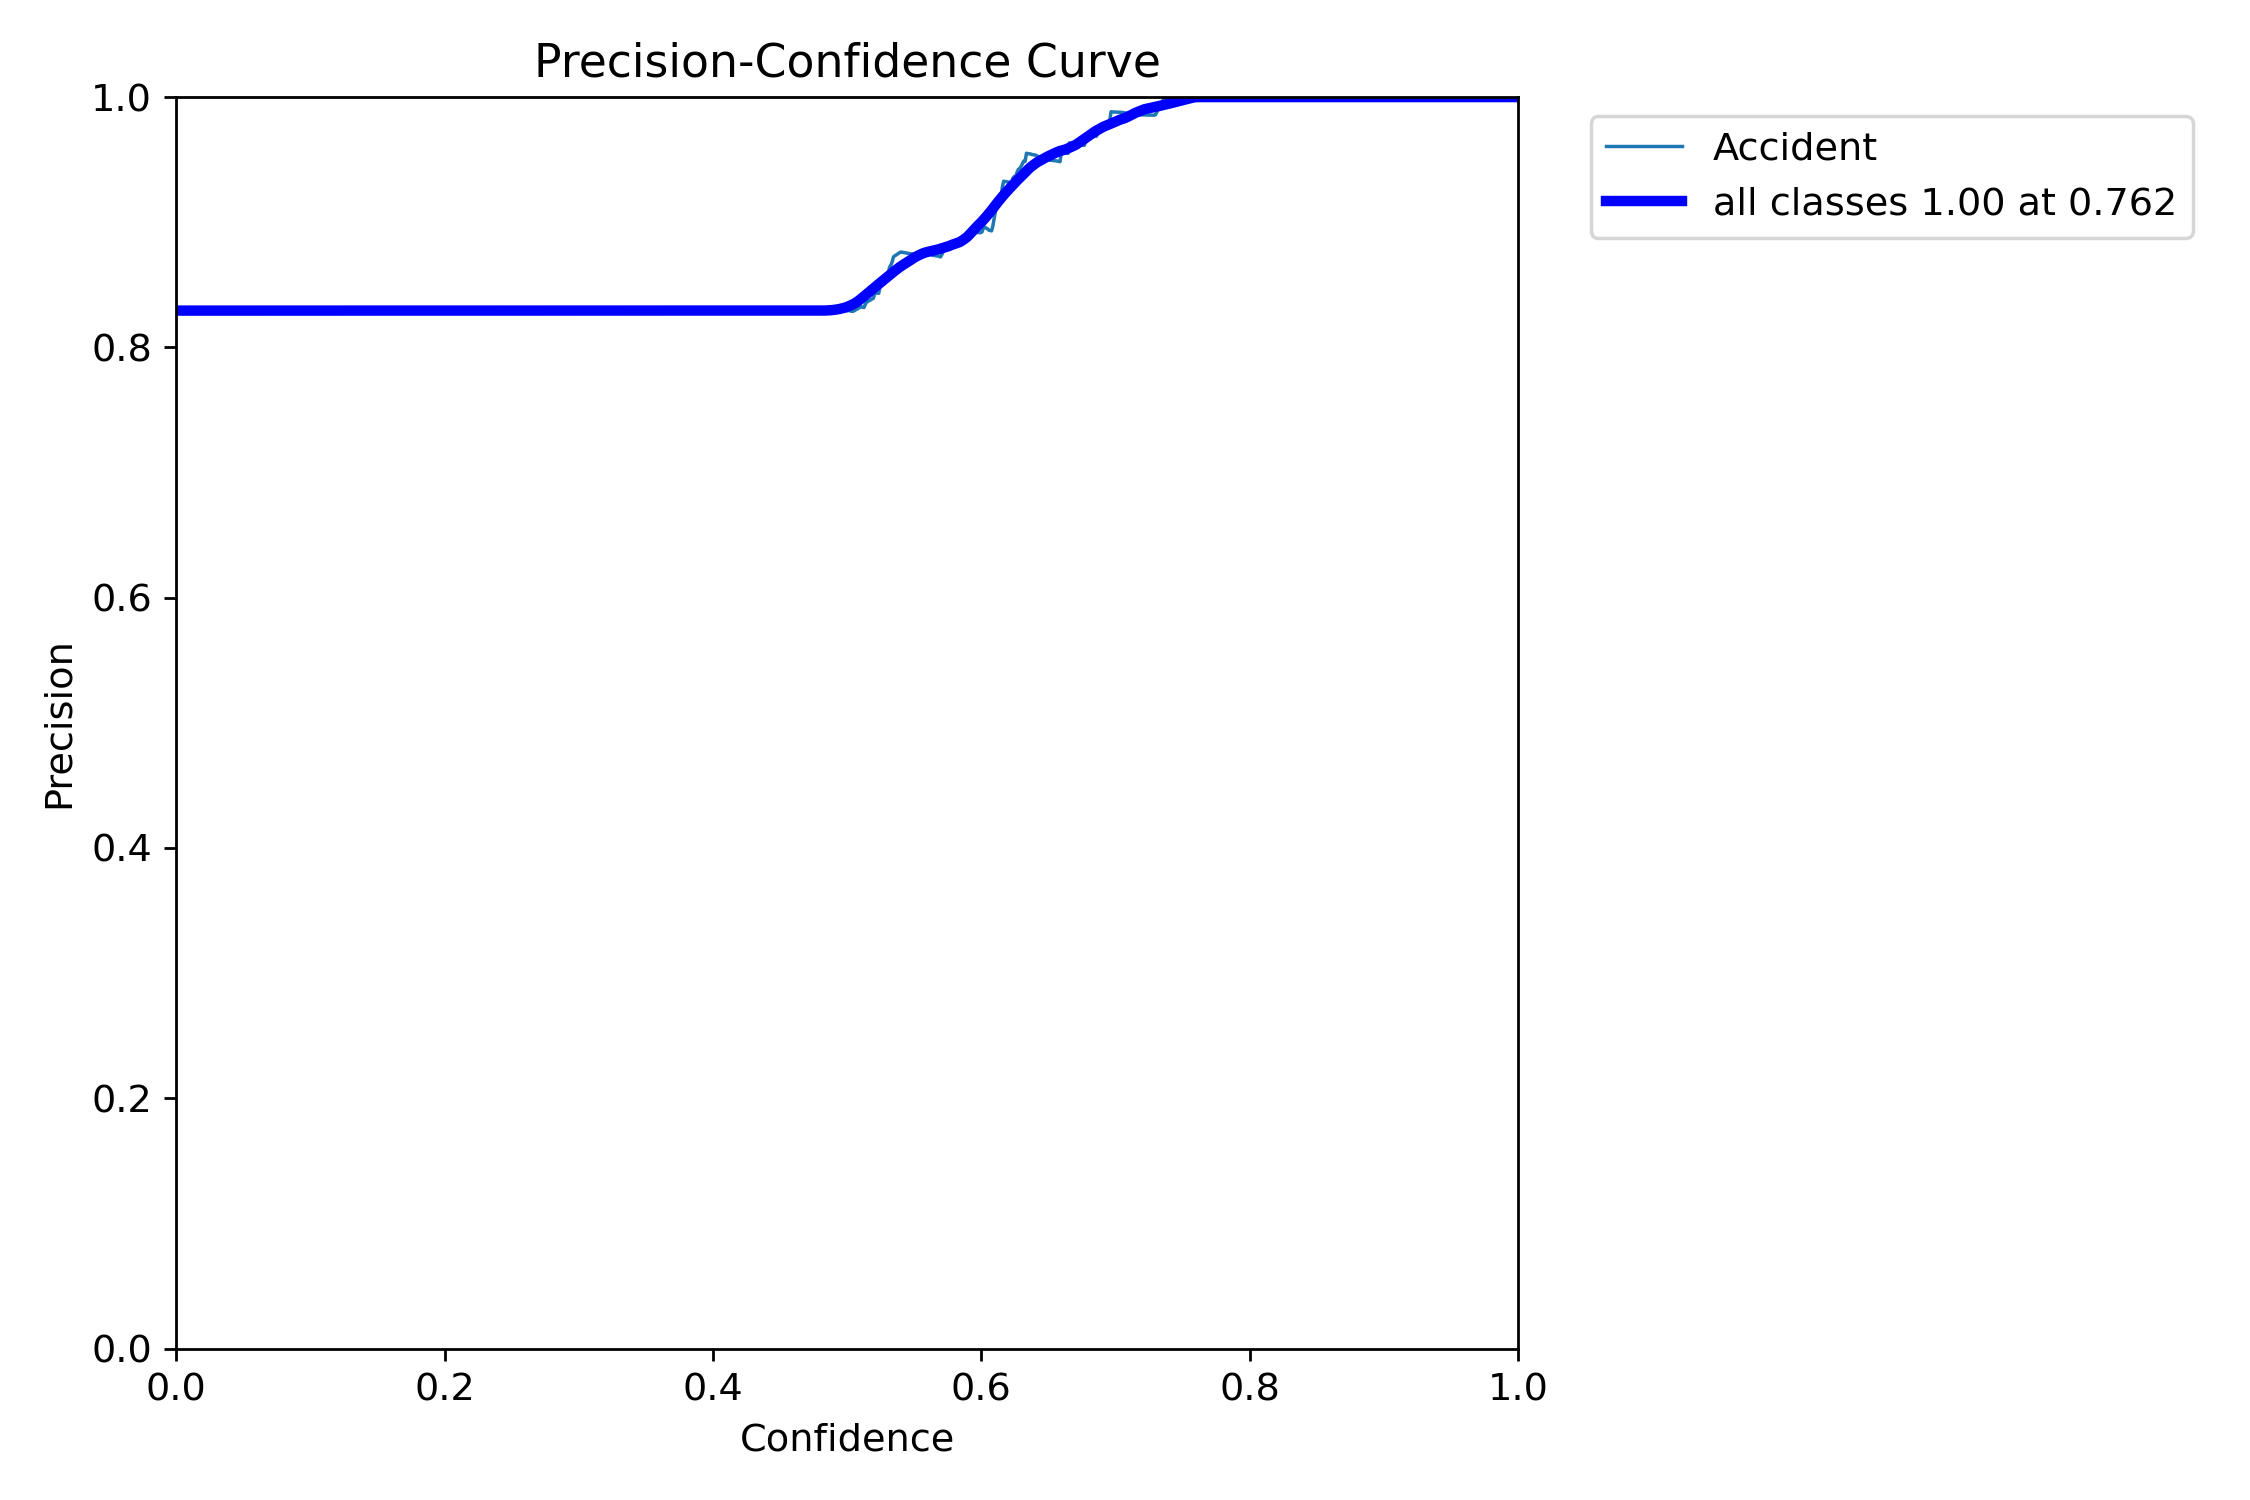 Precision-Confidence Curve
1.0
0.8
0.6
0.4
0.2
0.0
Precision
0.0 0.2 0.4 0.6 0.8 1.0
Confidence
Accident
all classes 1.00 at 0.762